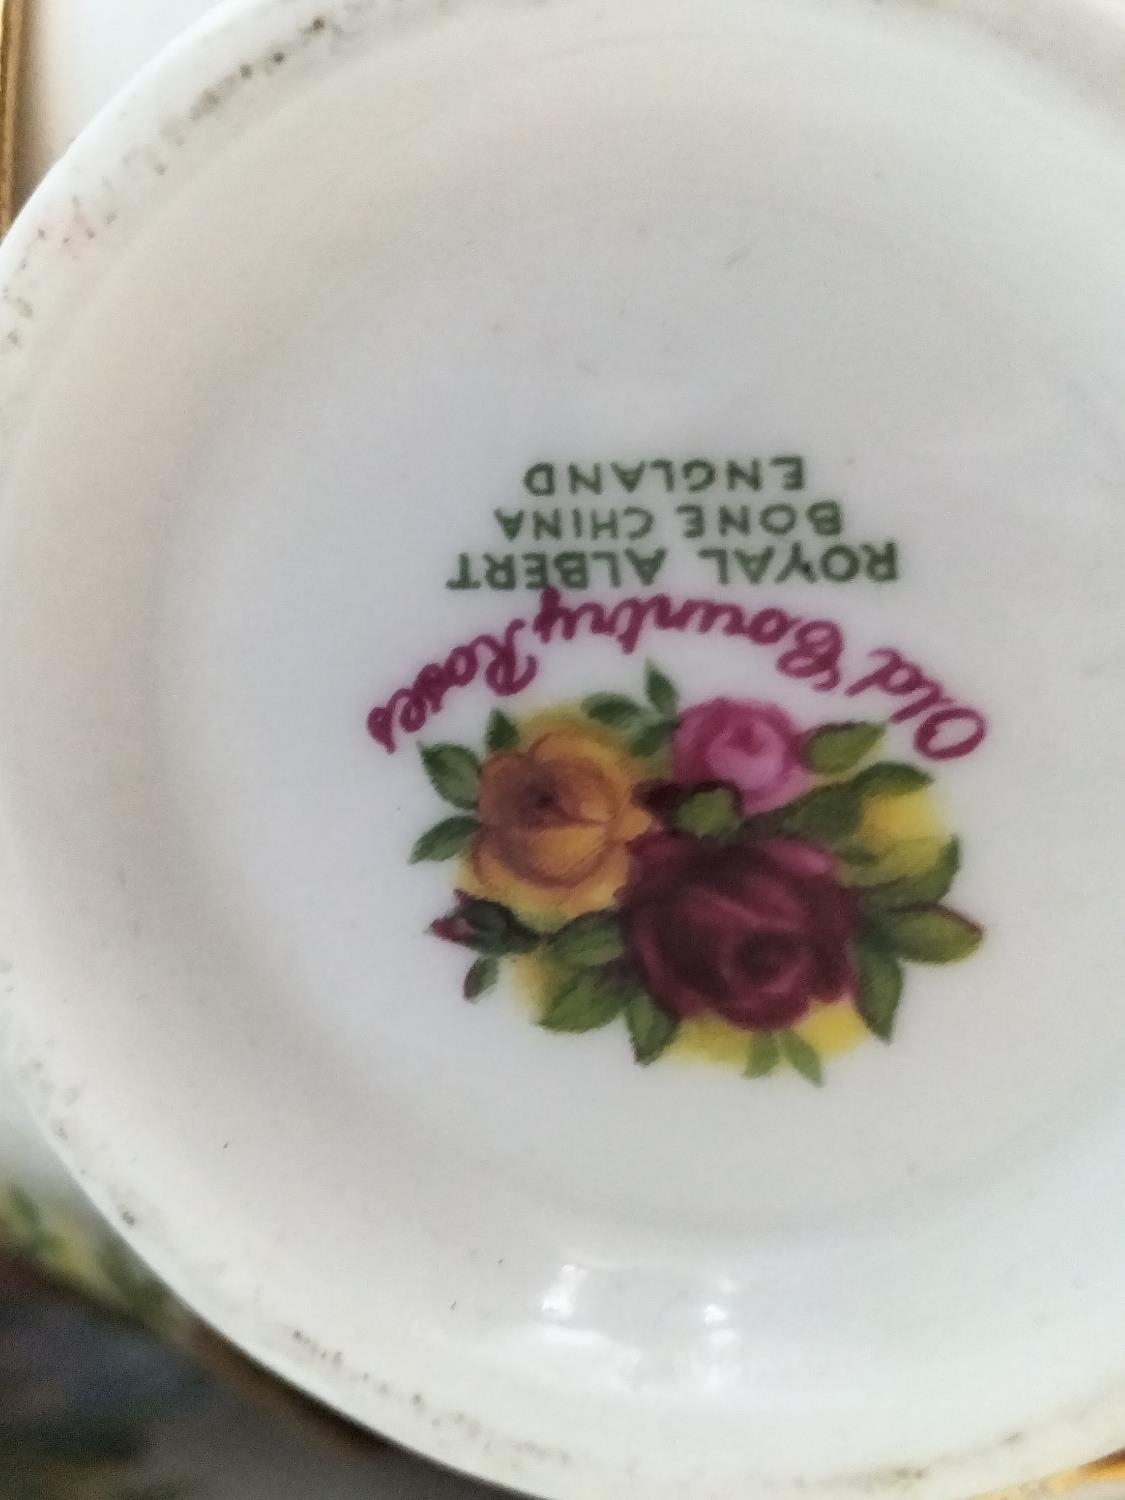 Old Country Roses
ROYAL ALBERT
BONE CHINA
ENGLAND